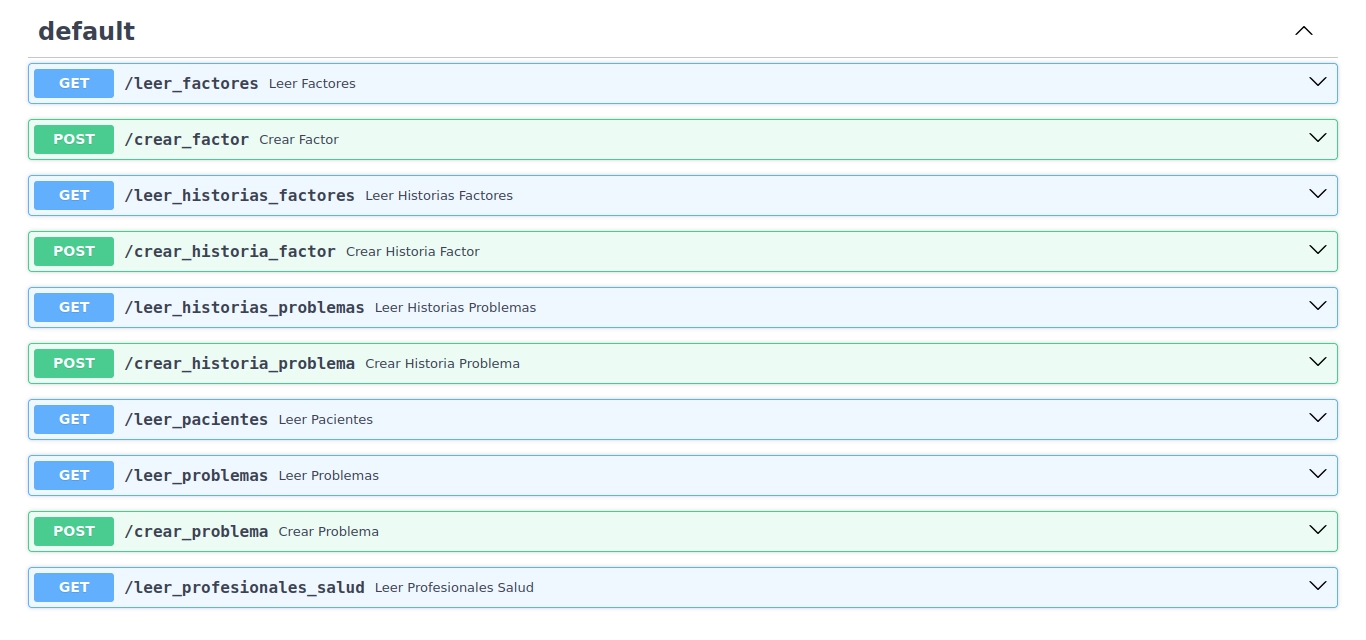 default
GET /leer_factores Leer Factores
POST /crear_factor Crear Factor
GET /leer_historias_factores Leer Historias Factores
POST /crear_historia_factor Crear Historia Factor
GET /leer_historias_problemas Leer Historias Problemas
POST /crear_historia_problema Crear Historia Problema
GET /leer_pacientes Leer Pacientes
GET /leer_problemas Leer Problemas
POST /crear_problema Crear Problema
GET /leer_profesionales_salud Leer Profesionales Salud